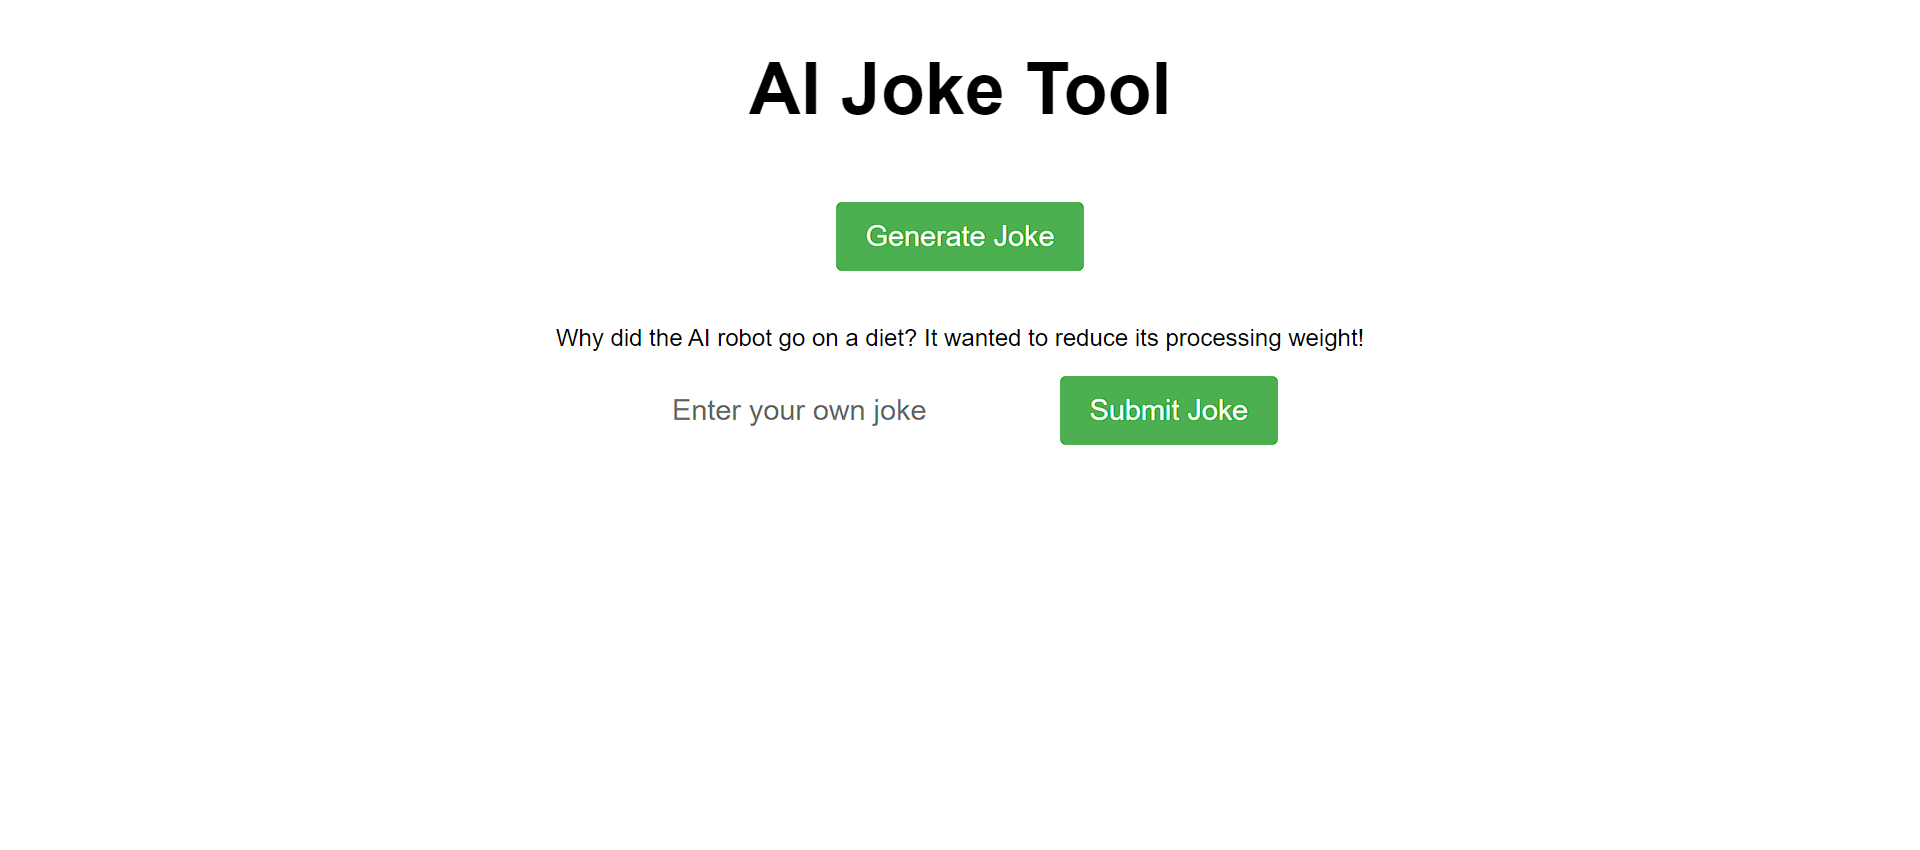 AI Joke Tool
Generate Joke
Why did the AI robot go on a diet? It wanted to reduce its processing weight!
Enter your own joke
Submit Joke